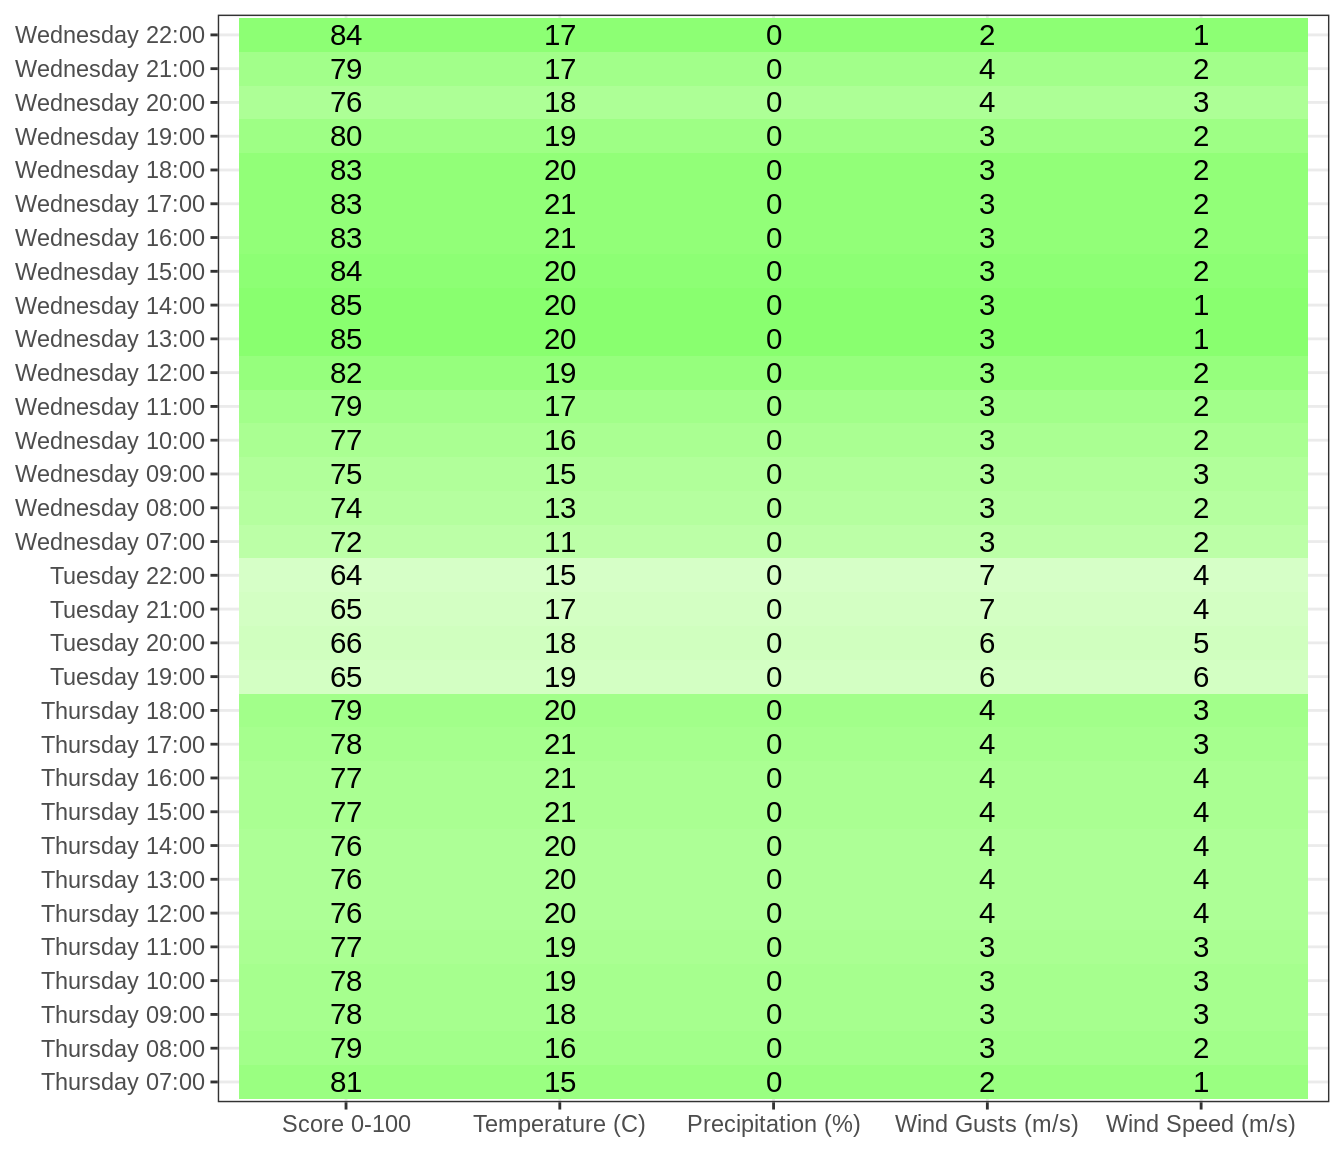 Wednesday 22:00 84 17 0 2 1
Wednesday 21:00 79 17 0 4 2
Wednesday 20:00 76 18 0 4 3
Wednesday 19:00 80 19 0 3 2
Wednesday 18:00 83 20 0 3 2
Wednesday 17:00 83 21 0 3 2
Wednesday 16:00 83 21 0 3 2
Wednesday 15:00 84 20 0 3 2
Wednesday 14:00 85 20 0 3 1
Wednesday 13:00 85 20 0 3 1
Wednesday 12:00 82 19 0 3 2
Wednesday 11:00 79 17 0 3 2
Wednesday 10:00 77 16 0 3 2
Wednesday 09:00 75 15 0 3 3
Wednesday 08:00 74 13 0 3 2
Wednesday 07:00 72 11 0 3 2
Tuesday 22:00 64 15 0 7 4
Tuesday 21:00 65 17 0 7 4
Tuesday 20:00 66 18 0 6 5
Tuesday 19:00 65 19 0 6 6
Thursday 18:00 79 20 0 4 3
Thursday 17:00 78 21 0 4 3
Thursday 16:00 77 21 0 4 4
Thursday 15:00 77 21 0 4 4
Thursday 14:00 76 20 0 4 4
Thursday 13:00 76 20 0 4 4
Thursday 12:00 76 20 0 4 4
Thursday 11:00 77 19 0 3 3
Thursday 10:00 78 19 0 3 3
Thursday 09:00 78 18 0 3 3
Thursday 08:00 79 16 0 3 2
Thursday 07:00 81 15 0 2 1
Score 0-100 Temperature (C) Precipitation (%) Wind Gusts (m/s) Wind Speed (m/s)